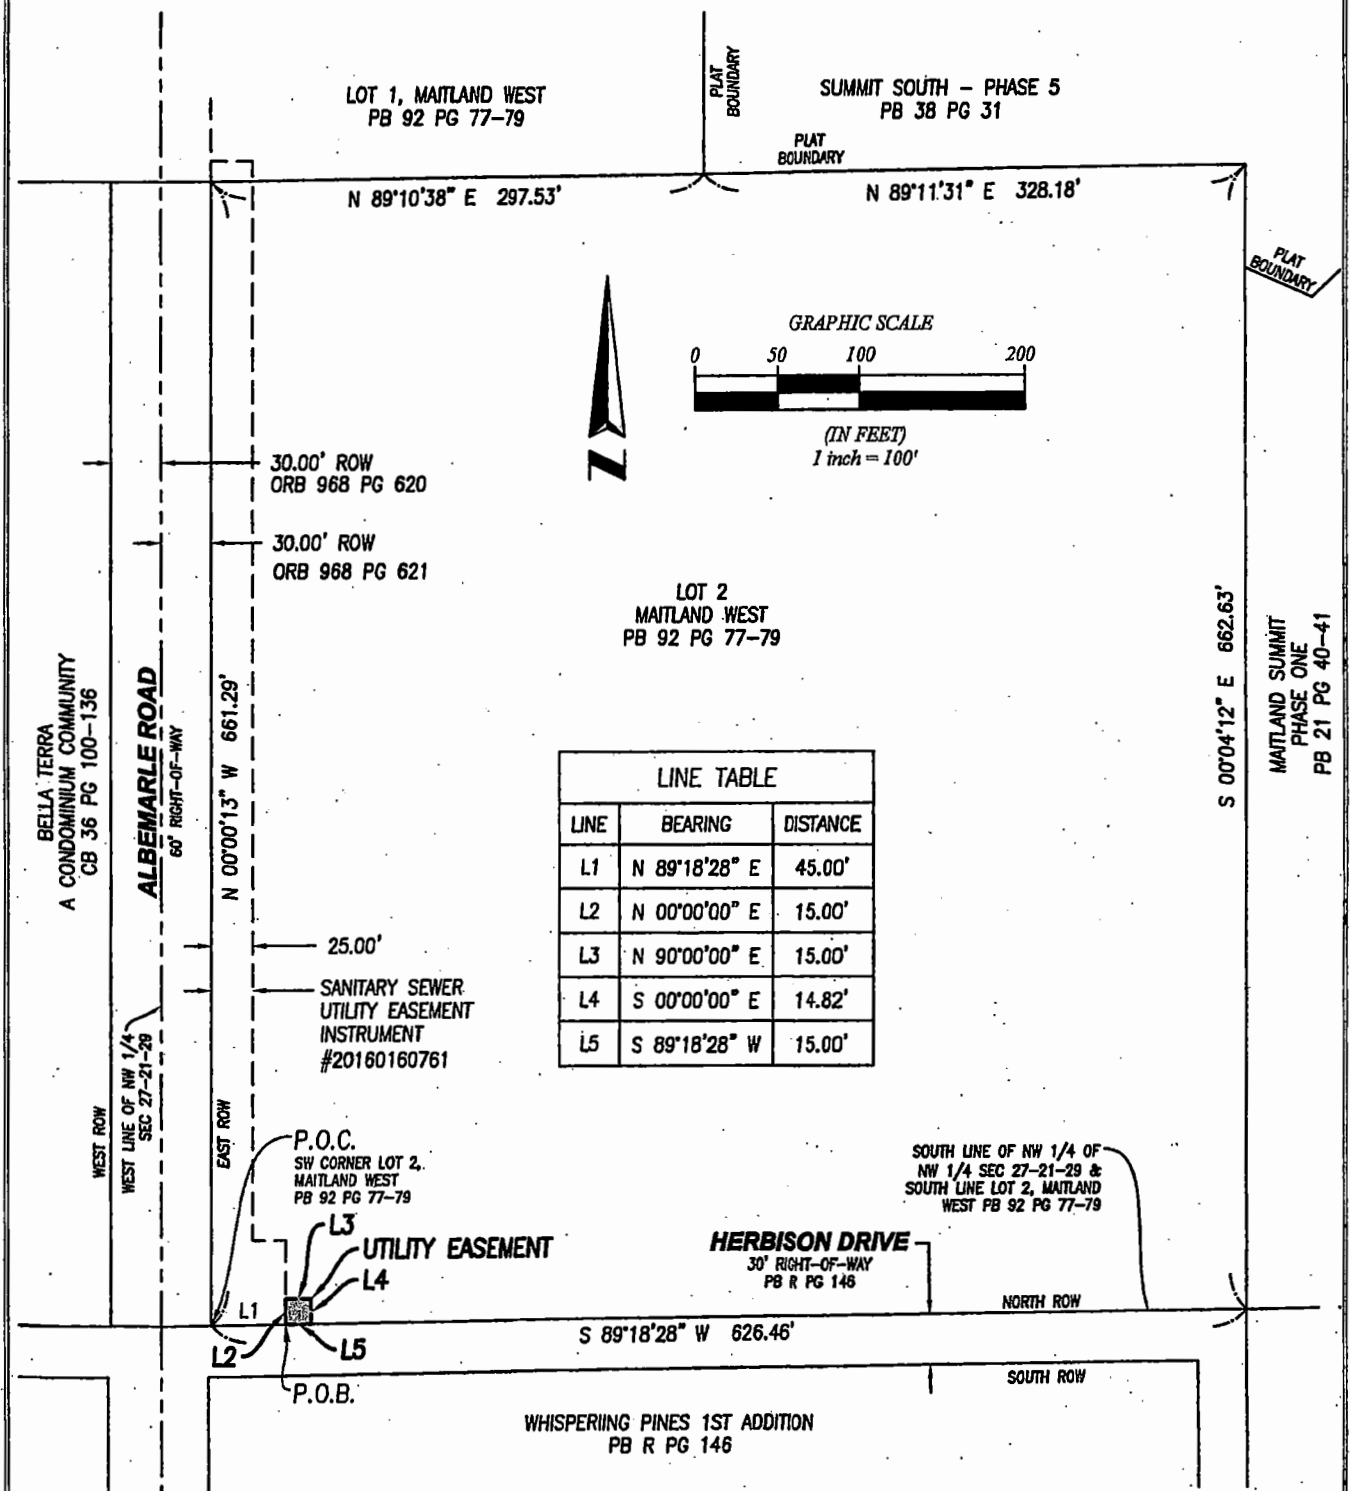 LOT 1, MAITLAND WEST
PB 92 PG 77-79
PLAT
BOUNDARY
SUMMIT SOUTH - PHASE 5
PB 38 PG 31
PLAT
BOUNDARY
N 89°10'38" E 297.53'
N 89°11'31" E 328.18'
PLAT
BOUNDARY
GRAPHIC SCALE
0 50 100 200
(IN FEET)
1 inch = 100'
N
30.00' ROW
ORB 968 PG 620
30.00' ROW
ORB 968 PG 621
LOT 2
MAITLAND WEST
PB 92 PG 77-79
BELLA TERRA
A CONDOMINIUM COMMUNITY
CB 36 PG 100-136
ALBEMARLE ROAD
60' RIGHT-OF-WAY
N 00°00'13" W 661.29'
S 00°04'12" E 662.63'
MAITLAND SUMMIT
PHASE ONE
PB 21 PG 40-41
LINE TABLE
LINE BEARING DISTANCE
L1 N 89°18'28" E 45.00'
L2 N 00°00'00" E 15.00'
L3 N 90°00'00" E 15.00'
L4 S 00°00'00" E 14.82'
L5 S 89°18'28" W 15.00'
25.00'
SANITARY SEWER
UTILITY EASEMENT
INSTRUMENT
#20160160761
WEST ROW
WEST LINE OF NW 1/4
SEC 27-21-29
EAST ROW
P.O.C.
SW CORNER LOT 2,
MAITLAND WEST
PB 92 PG 77-79
SOUTH LINE OF NW 1/4 OF
NW 1/4 SEC 27-21-29 &
SOUTH LINE LOT 2, MAITLAND
WEST PB 92 PG 77-79
L3
UTILITY EASEMENT
L4
HERBISON DRIVE
30' RIGHT-OF-WAY
PB R PG 146
L1
NORTH ROW
S 89°18'28" W 626.46'
L2
L5
P.O.B.
SOUTH ROW
WHISPERIING PINES 1ST ADDITION
PB R PG 146